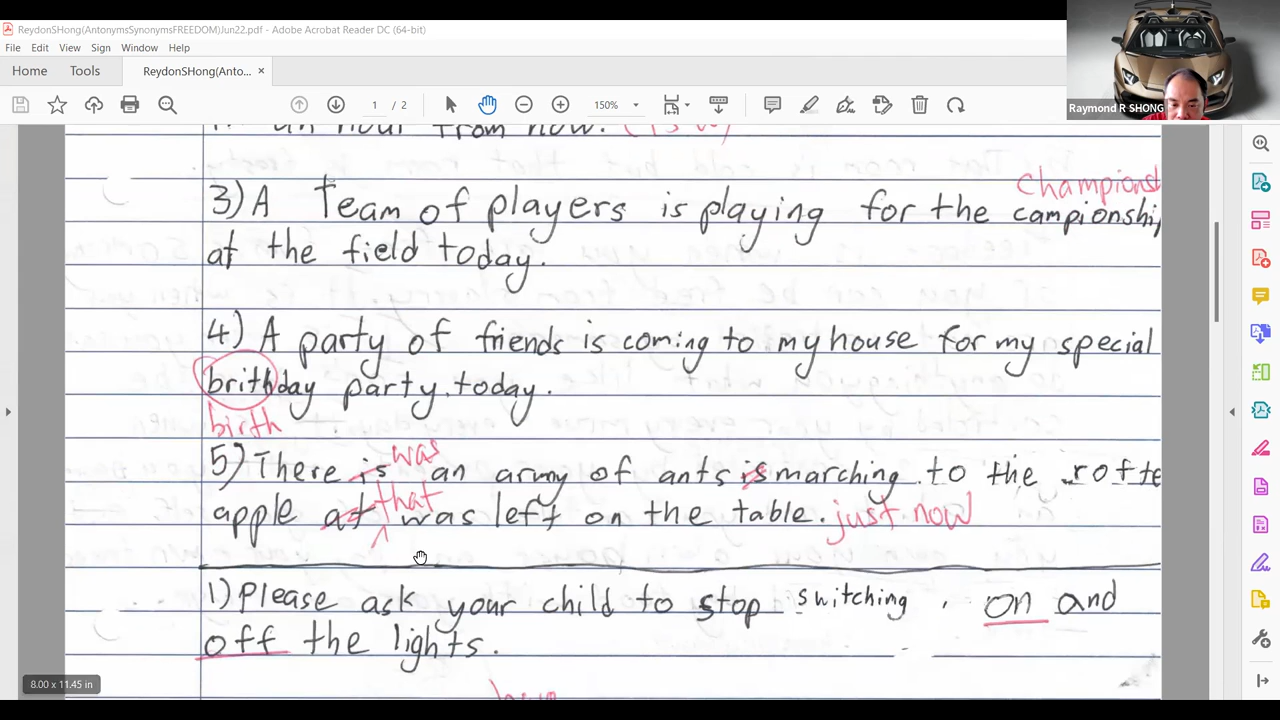 ReydonSHong(AntonymsSynonymsFREEDOM)Jun22.pdf - Adobe Acrobat Reader DC (64-bit)
File Edit View Sign Window Help
Home Tools ReydonSHong(Anto... ×
1 / 2 150%
Raymond R SHONG
an hour from now.
Champions
3) A Team of players is playing for the campionship
at the field today.
4) A party of friends is coming to my house for my special
brithday party today.
birth
was
5) There is an army of ants is marching to the rotte
that
apple at was left on the table. just now
1) Please ask your child to stop switching on and
off the lights.
have
8.00 x 11.45 in